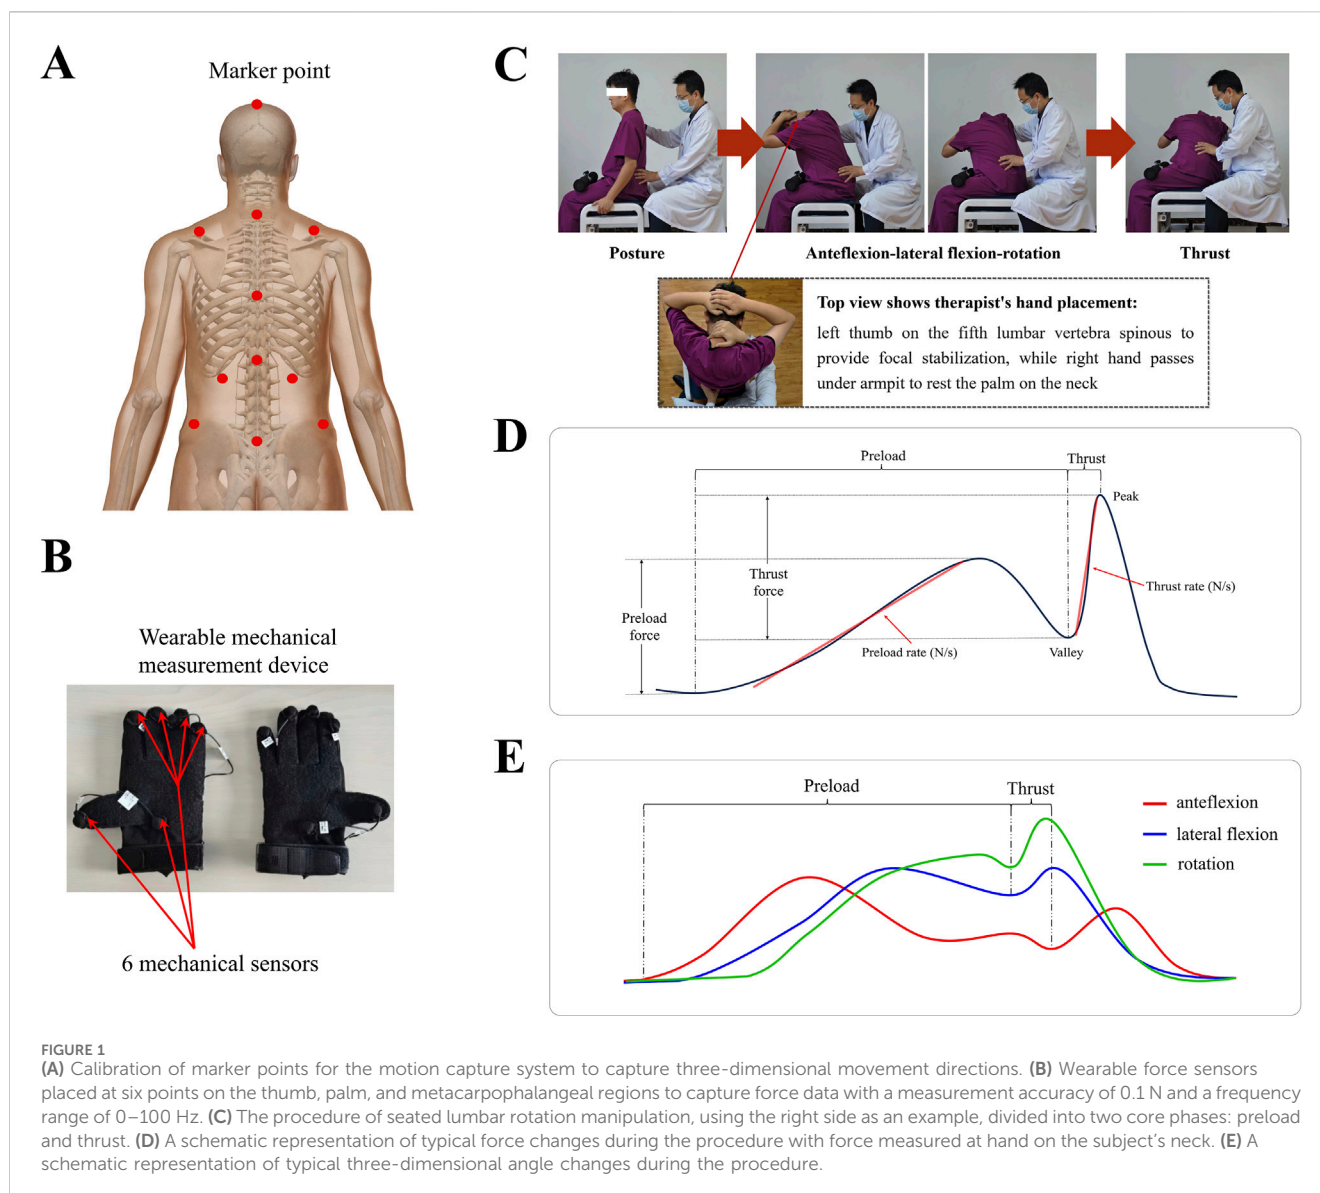 A
Marker point
B
Wearable mechanical
measurement device
6 mechanical sensors
C
Posture
Anteflexion-lateral flexion-rotation
Thrust
Top view shows therapist's hand placement:
left thumb on the fifth lumbar vertebra spinous to
provide focal stabilization, while right hand passes
under armpit to rest the palm on the neck
D
Preload
Thrust
Peak
Thrust
force
Preload
force
Thrust rate (N/s)
Preload rate (N/s)
Valley
E
Preload
Thrust
anteflexion
lateral flexion
rotation
FIGURE 1
(A) Calibration of marker points for the motion capture system to capture three-dimensional movement directions. (B) Wearable force sensors
placed at six points on the thumb, palm, and metacarpophalangeal regions to capture force data with a measurement accuracy of 0.1 N and a frequency
range of 0–100 Hz. (C) The procedure of seated lumbar rotation manipulation, using the right side as an example, divided into two core phases: preload
and thrust. (D) A schematic representation of typical force changes during the procedure with force measured at hand on the subject's neck. (E) A
schematic representation of typical three-dimensional angle changes during the procedure.